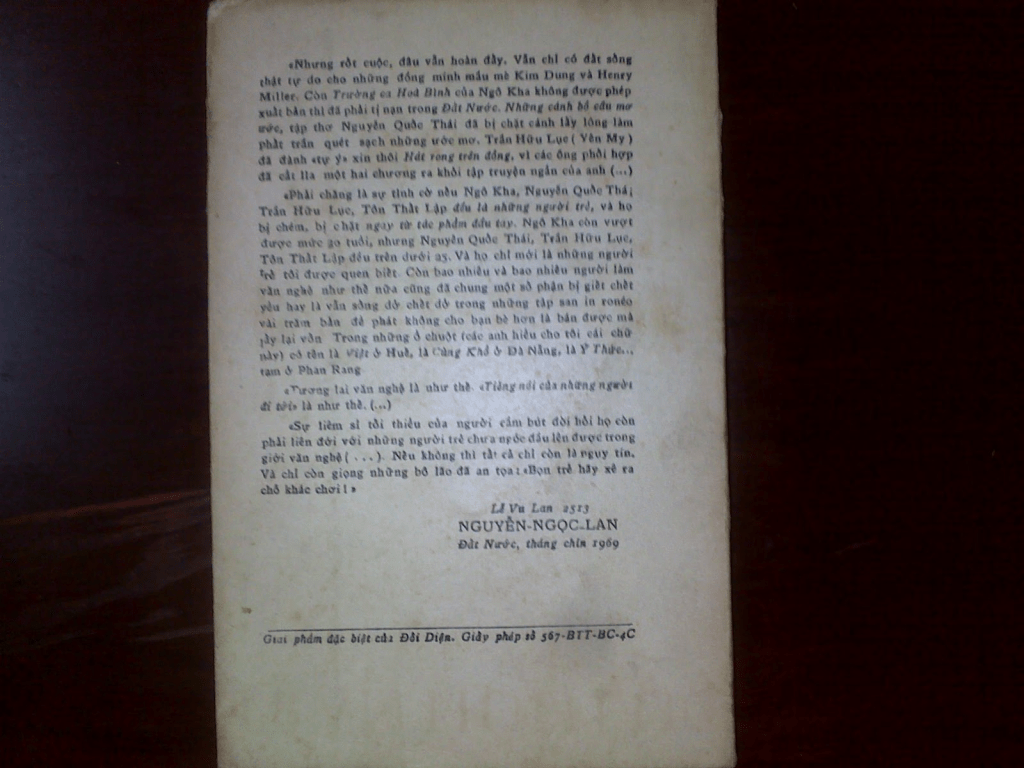 «Nhưng rốt cuộc, đâu vẫn hoàn đấy. Vẫn chỉ có đất sống
thật tự do cho những đồng minh máu mè Kim Dung và Henry
Miller. Còn Trường ca Hoà Bình của Ngô Kha không được phép
xuất bản thì đã phải tị nạn trong Đất Nước. Những cánh bồ câu mơ
ước, tập thơ Nguyễn Quốc Thái đã bị chặt cánh lấy lông làm
phất trần quét sạch những ước mơ. Trần Hữu Lục ( Yên My )
đã đành «tự ý» xin thôi Hát rong trên đồng, vì các ông phối hợp
đã cắt lìa một hai chương ra khỏi tập truyện ngắn của anh (...)
«Phải chăng là sự tình cờ nếu Ngô Kha, Nguyễn Quốc Thái
Trần Hữu Lục, Tôn Thất Lập đều là những người trẻ, và họ
bị chém, bị chặt ngay từ tác phẩm đầu tay. Ngô Kha còn vượt
được mức 30 tuổi, nhưng Nguyễn Quốc Thái, Trần Hữu Lục,
Tôn Thất Lập đều trên dưới 25. Và họ chỉ mới là những người
trẻ tôi được quen biết. Còn bao nhiêu và bao nhiêu người làm
văn nghệ như thế nữa cũng đã chung một số phận bị giết chết
yểu hay là vẫn sống dở chết dở trong những tập san in ronéo
vài trăm bản để phát không cho bạn bè hơn là bán được mà
lấy lại vốn Trong những ổ chuột (các anh hiểu cho tôi cái chữ
này) có tên là Việt ở Huế, là Cùng Khổ ở Đà Nẵng, là Ý Thức...
tạm ở Phan Rang
«Tương lai văn nghệ là như thế. «Tiếng nói của những người
đi tới» là như thế. (...)
«Sự liêm sỉ tối thiểu của người cầm bút đòi hỏi họ còn
phải liên đới với những người trẻ chưa ngóc đầu lên được trong
giới văn nghệ ( . . . ). Nếu không thì tất cả chỉ còn là ngụy tín.
Và chỉ còn giọng những bô lão đã an tọa: «Bọn trẻ hãy xê ra
chỗ khác chơi ! »
Lễ Vu Lan 2513
NGUYỄN-NGỌC-LAN
Đất Nước, tháng chín 1969
Giai phẩm đặc biệt của Đối Diện. Giấy phép số 567-BTT-BC-4C